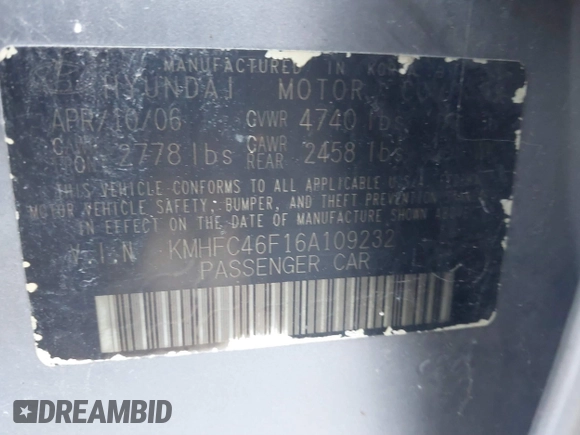 MANUFACTURED IN KOREA
HYUNDAI MOTOR CO
APR/10/06 GVWR 4740 lbs
2778 lbs GAWR REAR 2458 lbs
THIS VEHICLE CONFORMS TO ALL APPLICABLE
MOTOR VEHICLE SAFETY, BUMPER, AND THEFT
IN EFFECT ON THE DATE OF MANUFACTURE SHOWN
V.I.N KMHFC46F16A109232
PASSENGER CAR
DREAMBID